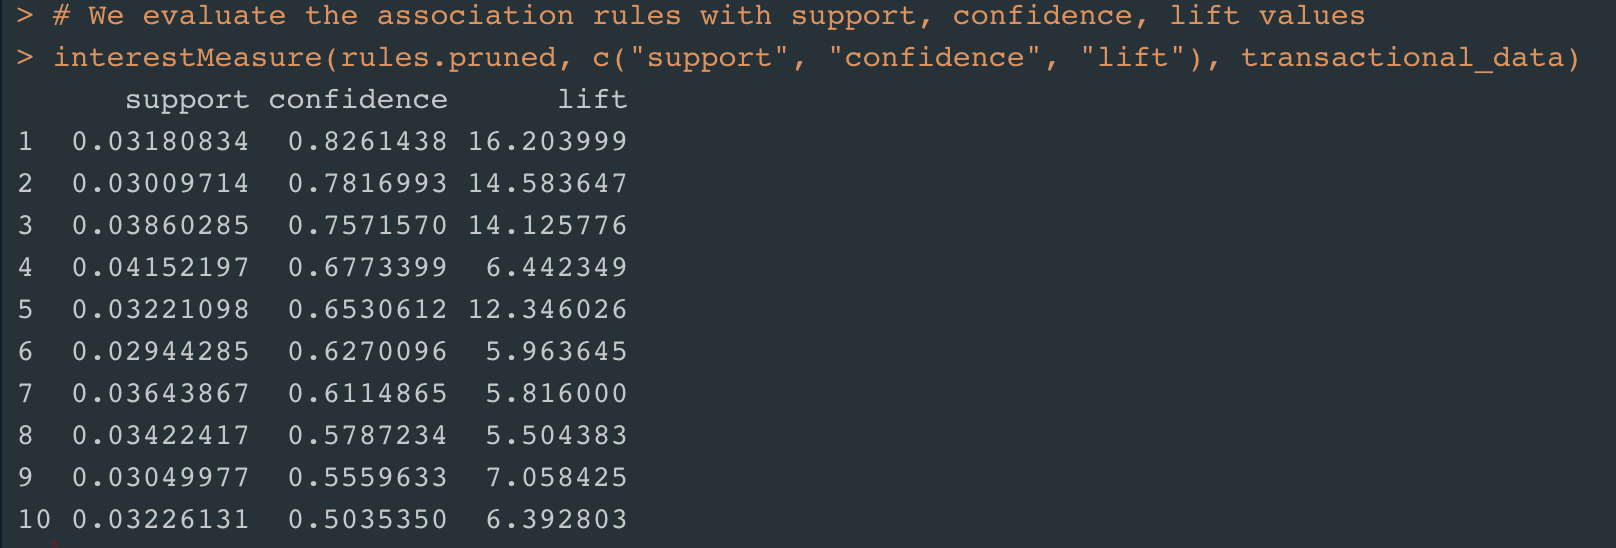 > # We evaluate the association rules with support, confidence, lift values
> interestMeasure(rules.pruned, c("support", "confidence", "lift"), transactional_data)
support confidence lift
1 0.03180834 0.8261438 16.203999
2 0.03009714 0.7816993 14.583647
3 0.03860285 0.7571570 14.125776
4 0.04152197 0.6773399 6.442349
5 0.03221098 0.6530612 12.346026
6 0.02944285 0.6270096 5.963645
7 0.03643867 0.6114865 5.816000
8 0.03422417 0.5787234 5.504383
9 0.03049977 0.5559633 7.058425
10 0.03226131 0.5035350 6.392803